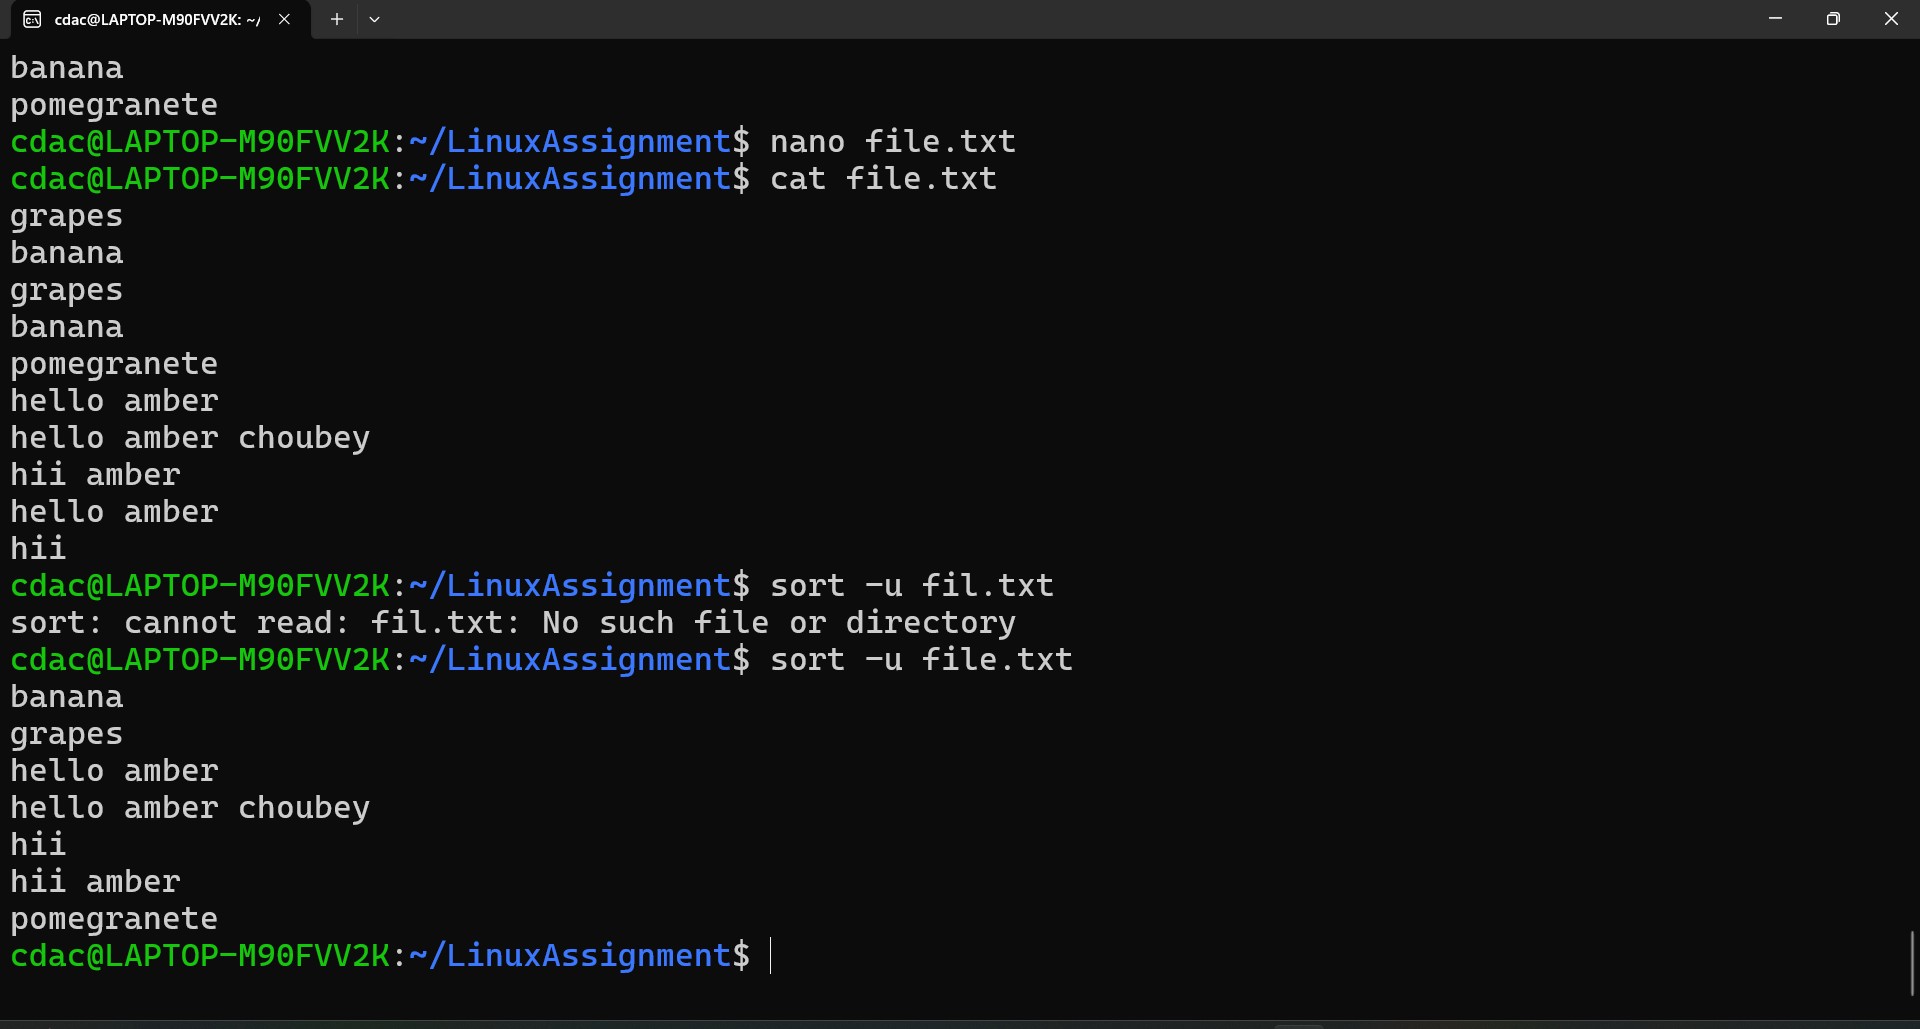 cdac@LAPTOP-M90FVV2K: ~/
banana
pomegranete
cdac@LAPTOP-M90FVV2K:~/LinuxAssignment$ nano file.txt
cdac@LAPTOP-M90FVV2K:~/LinuxAssignment$ cat file.txt
grapes
banana
grapes
banana
pomegranete
hello amber
hello amber choubey
hii amber
hello amber
hii
cdac@LAPTOP-M90FVV2K:~/LinuxAssignment$ sort -u fil.txt
sort: cannot read: fil.txt: No such file or directory
cdac@LAPTOP-M90FVV2K:~/LinuxAssignment$ sort -u file.txt
banana
grapes
hello amber
hello amber choubey
hii
hii amber
pomegranete
cdac@LAPTOP-M90FVV2K:~/LinuxAssignment$